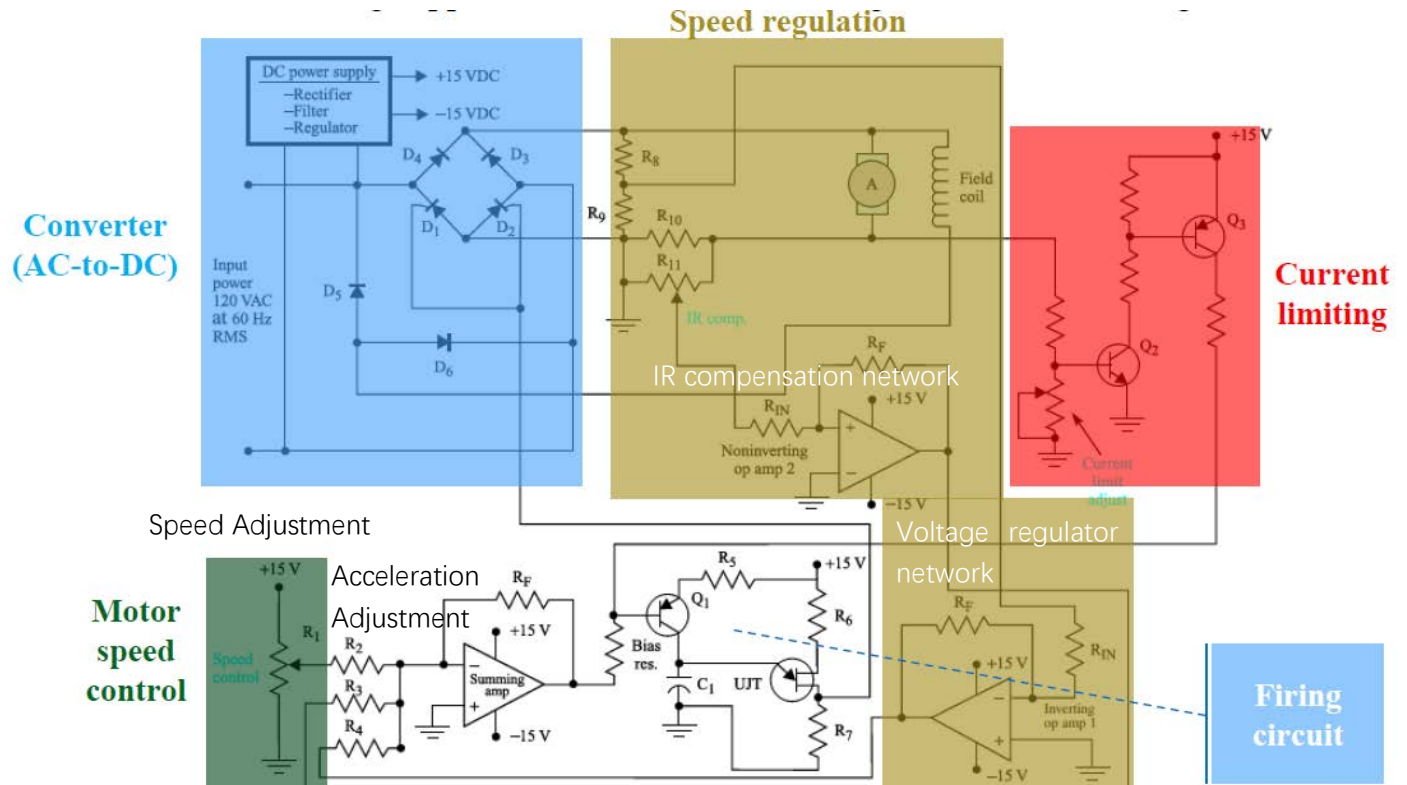 Speed regulation
DC power supply
–Rectifier
–Filter
–Regulator
+15 VDC
–15 VDC
D4
D3
D1
D2
Converter
(AC-to-DC)
Input
power
120 VAC
at 60 Hz
RMS
D5
D6
R8
R9
R10
R11
IR comp.
A
Field
coil
RF
IR compensation network
RIN
+15 V
Noninverting
op amp 2
+
–
–15 V
+15 V
Q3
Q2
Current
limit
adjust
Current
limiting
Speed Adjustment
Motor
speed
control
+15 V
R1
Speed
control
Acceleration
Adjustment
R2
R3
R4
RF
+15 V
–
Summing
amp
+
–15 V
Bias
res.
Q1
R5
C1
UJT
+15 V
R6
R7
Voltage regulator
network
RF
RIN
+15 V
–
Inverting
op amp 1
+
–15 V
Firing
circuit